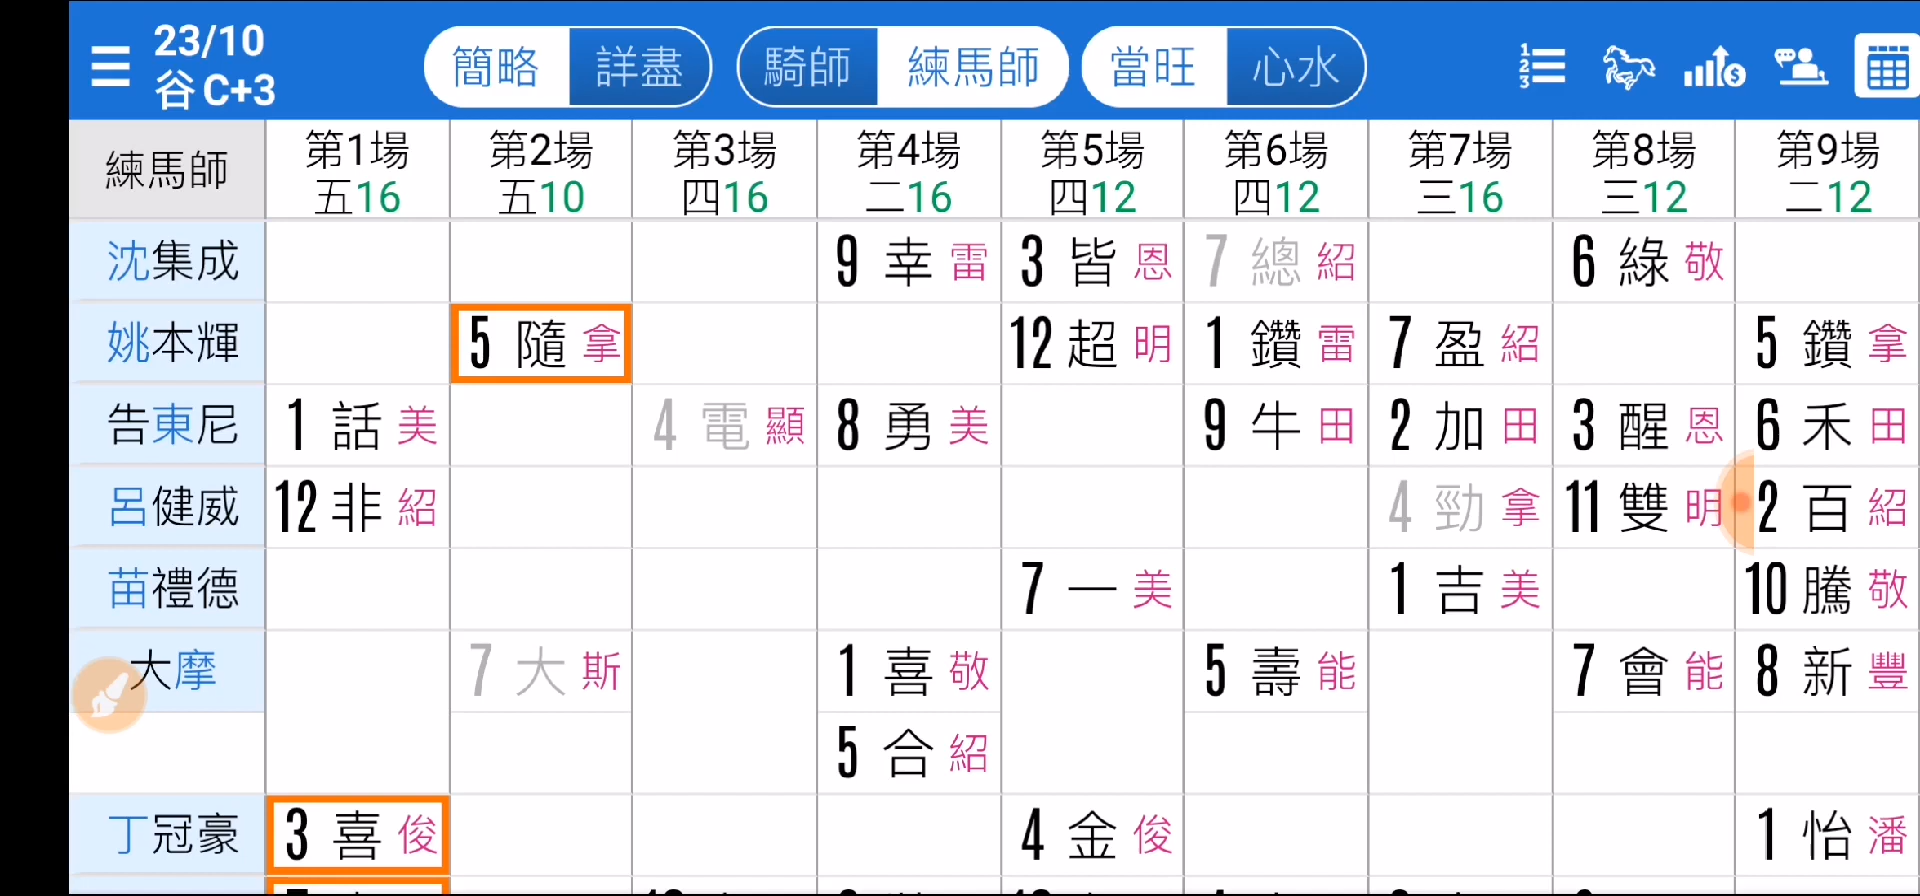 23/10
谷 C+3
簡略 詳盡 騎師 練馬師 當旺 心水
練馬師 第1場 第2場 第3場 第4場 第5場 第6場 第7場 第8場 第9場
五16 五10 四16 二16 四12 四12 三16 三12 二12
沈集成 9 幸 雷 3 皆 恩 7 總 紹 6 綠 敬
姚本輝 5 隨 拿 12 超 明 1 鑽 雷 7 盈 紹 5 鑽 拿
告東尼 1 話 美 4 電 顯 8 勇 美 9 牛 田 2 加 田 3 醒 恩 6 禾 田
呂健威 12 非 紹 4 勁 拿 11 雙 明 2 百 紹
苗禮德 7 一 美 1 吉 美 10 騰 敬
大摩 7 大 斯 1 喜 敬 5 壽 能 7 會 能 8 新 豐
5 合 紹
丁冠豪 3 喜 俊 4 金 俊 1 怡 潘